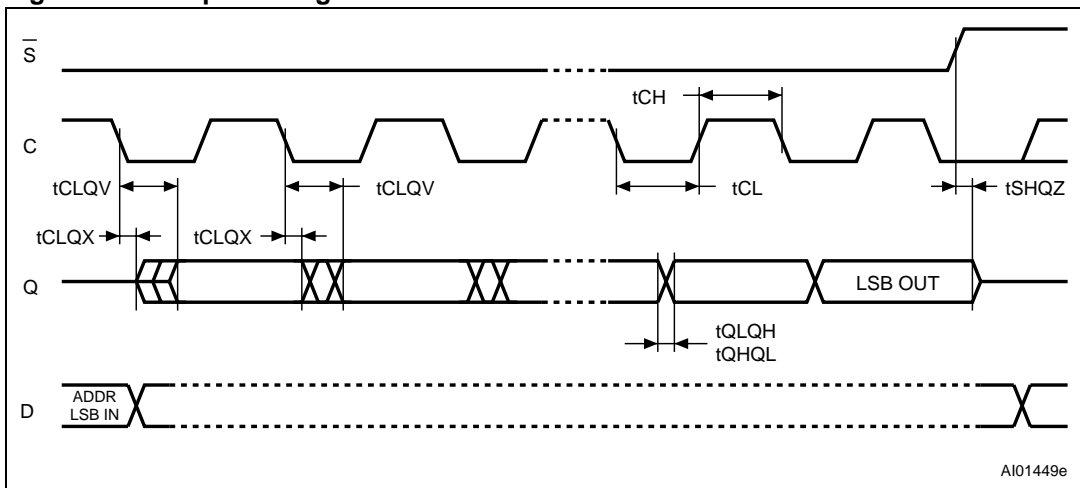 S
tCH
C
tCLQV
tCLQV
tCL
tSHQZ
tCLQX
tCLQX
Q
LSB OUT
tQLQH
tQHQL
ADDR
LSB IN
D
AI01449e